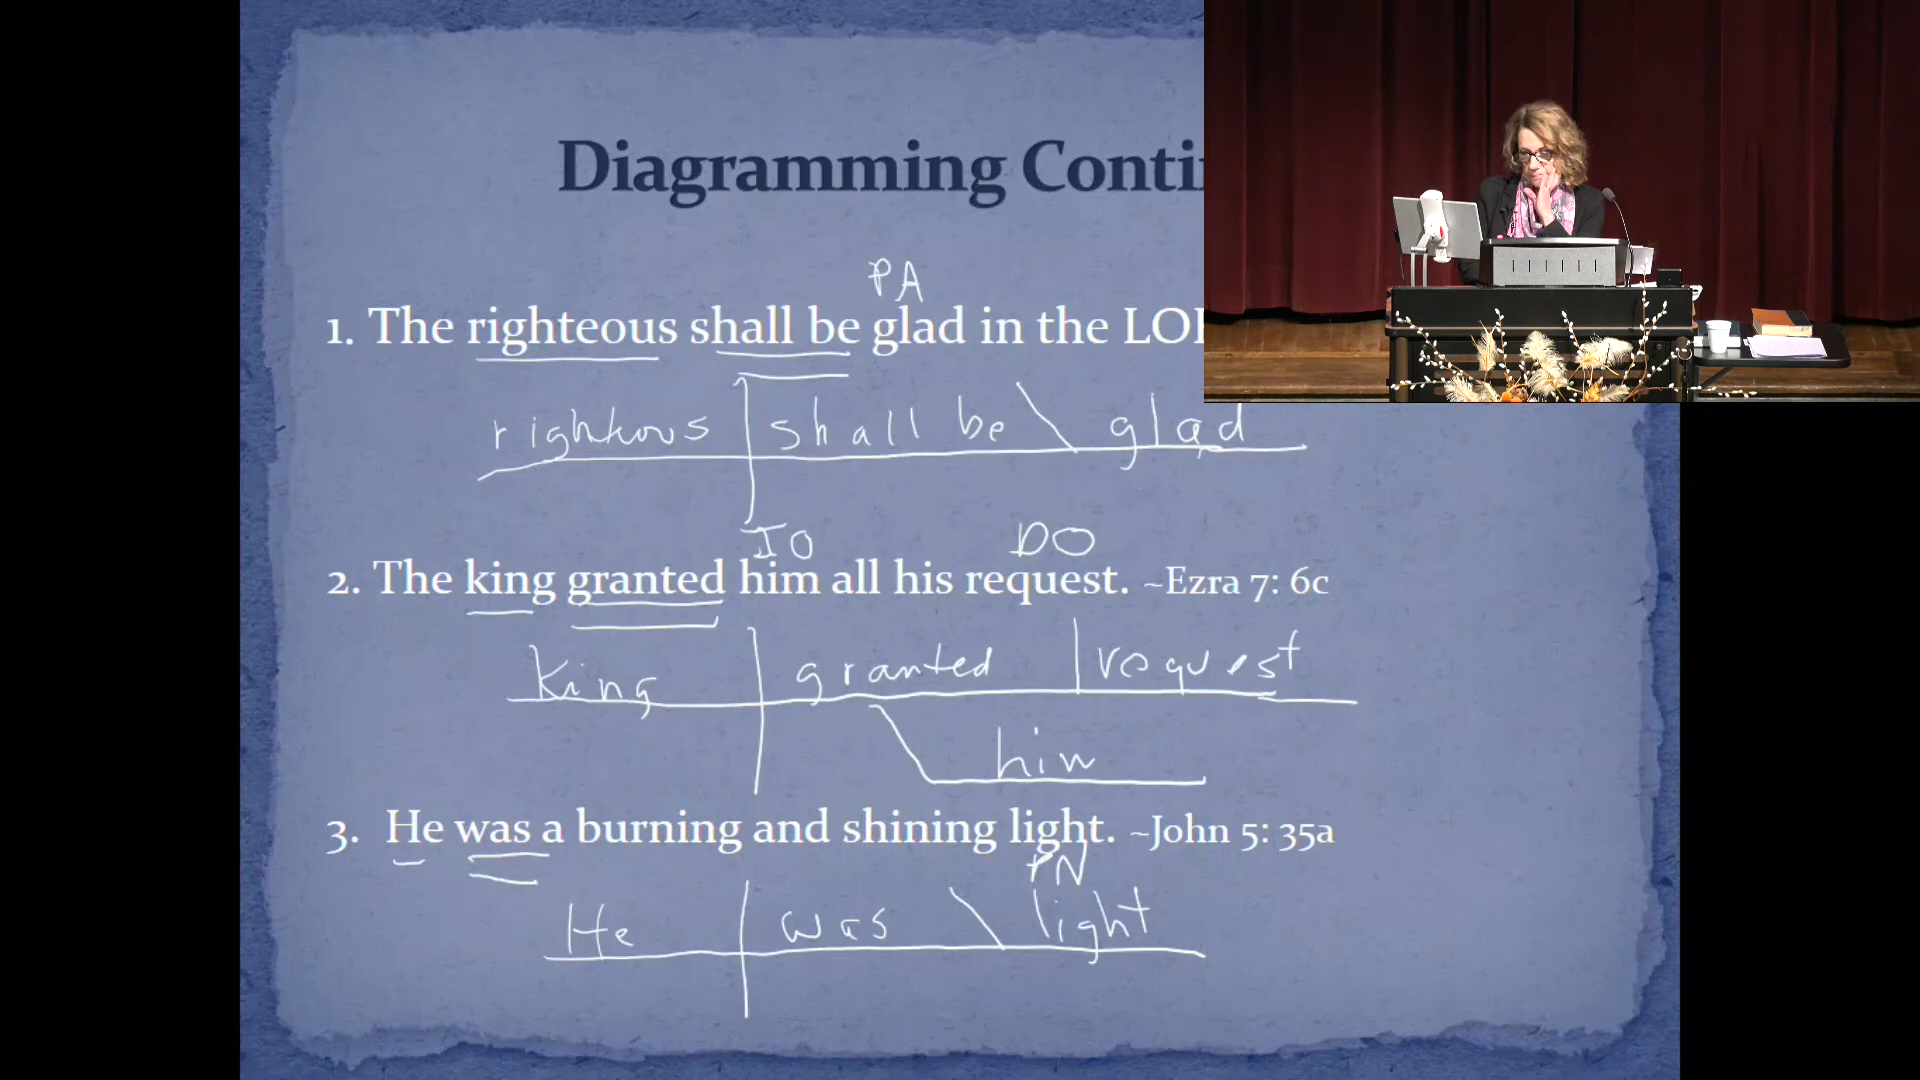 Diagramming Conti
PA
1. The righteous shall be glad in the LOR
righteous shall be glad
IO DO
2. The king granted him all his request. ~Ezra 7: 6c
King granted request
him
3. He was a burning and shining light. ~John 5: 35a
PN
He was light